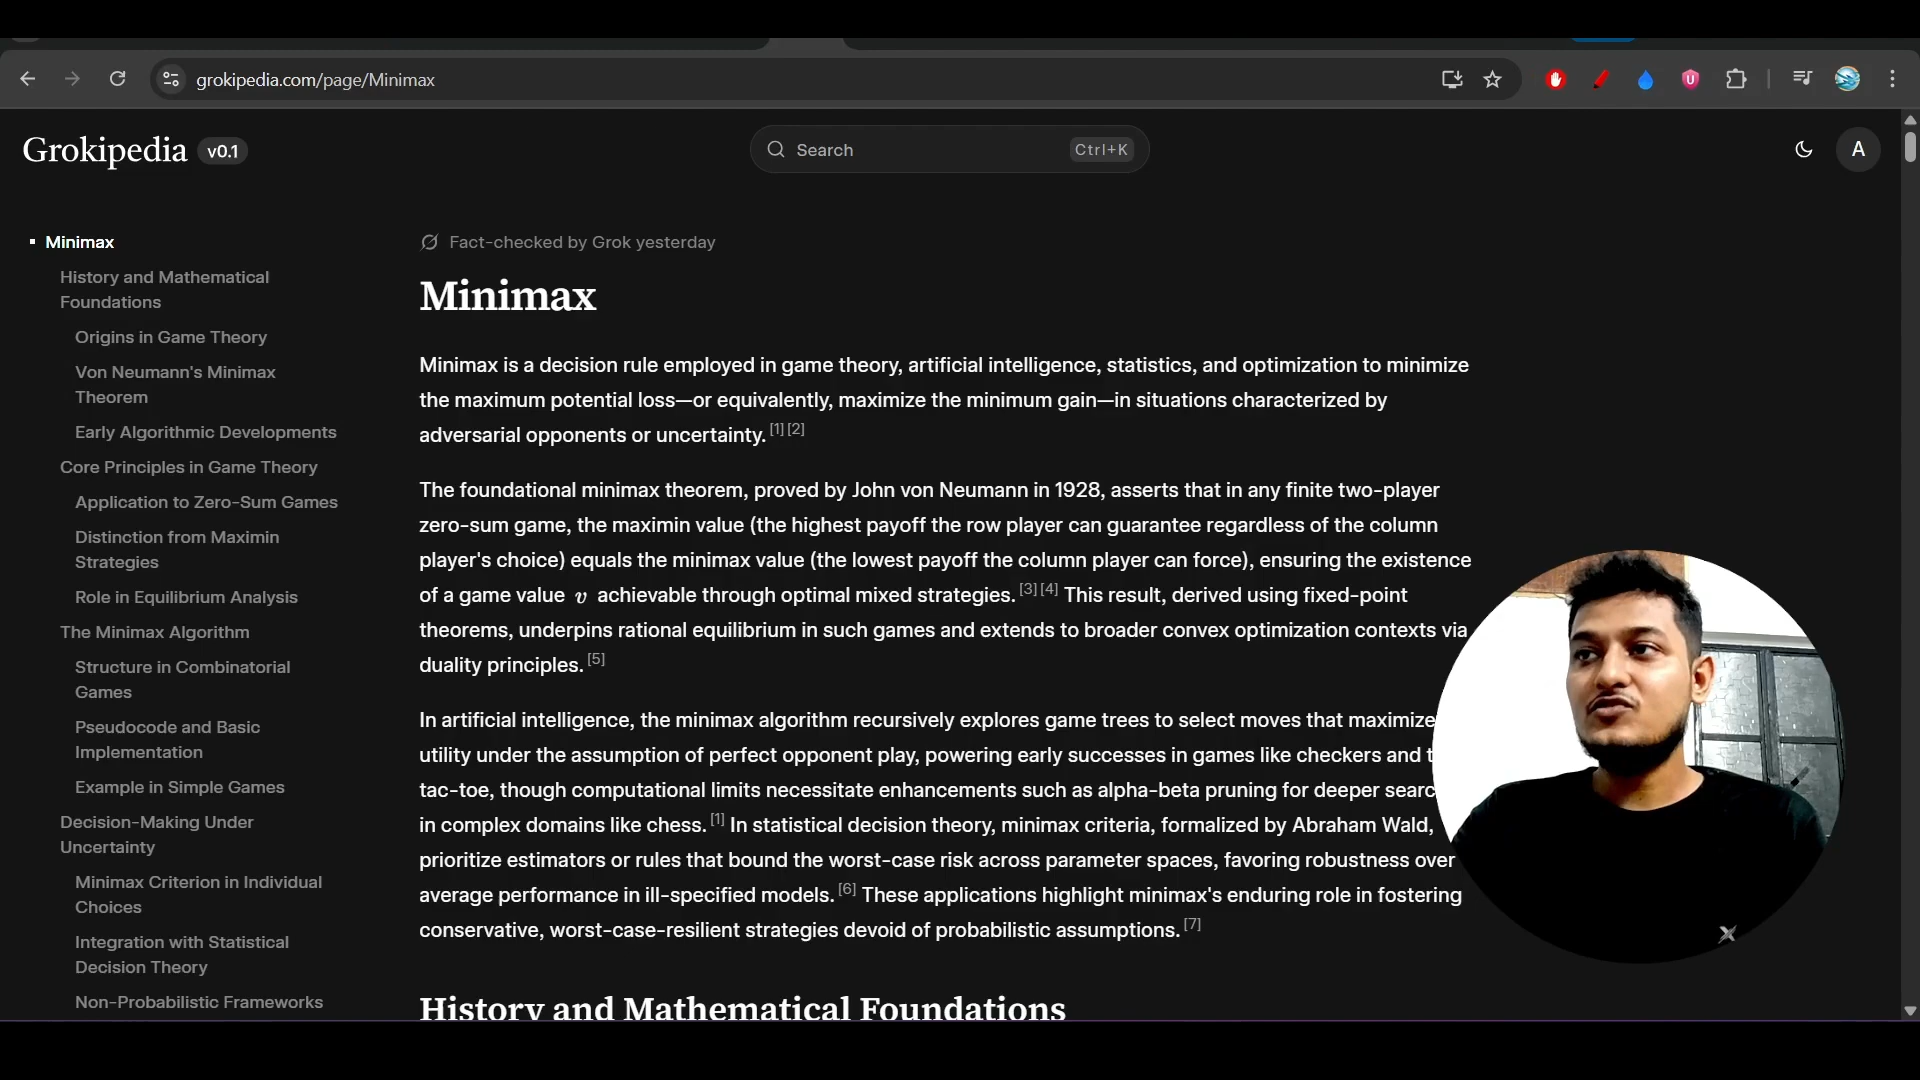 grokipedia.com/page/Minimax
Grokipedia v0.1
Search Ctrl+K
A
Minimax
History and Mathematical
Foundations
Origins in Game Theory
Von Neumann's Minimax
Theorem
Early Algorithmic Developments
Core Principles in Game Theory
Application to Zero-Sum Games
Distinction from Maximin
Strategies
Role in Equilibrium Analysis
The Minimax Algorithm
Structure in Combinatorial
Games
Pseudocode and Basic
Implementation
Example in Simple Games
Decision-Making Under
Uncertainty
Minimax Criterion in Individual
Choices
Integration with Statistical
Decision Theory
Non-Probabilistic Frameworks
Fact-checked by Grok yesterday
Minimax
Minimax is a decision rule employed in game theory, artificial intelligence, statistics, and optimization to minimize
the maximum potential loss—or equivalently, maximize the minimum gain—in situations characterized by
adversarial opponents or uncertainty. [1] [2]
The foundational minimax theorem, proved by John von Neumann in 1928, asserts that in any finite two-player
zero-sum game, the maximin value (the highest payoff the row player can guarantee regardless of the column
player's choice) equals the minimax value (the lowest payoff the column player can force), ensuring the existence
of a game value v achievable through optimal mixed strategies. [3] [4] This result, derived using fixed-point
theorems, underpins rational equilibrium in such games and extends to broader convex optimization contexts via
duality principles. [5]
In artificial intelligence, the minimax algorithm recursively explores game trees to select moves that maximize
utility under the assumption of perfect opponent play, powering early successes in games like checkers and
tac-toe, though computational limits necessitate enhancements such as alpha-beta pruning for deeper searc
in complex domains like chess. [1] In statistical decision theory, minimax criteria, formalized by Abraham Wald,
prioritize estimators or rules that bound the worst-case risk across parameter spaces, favoring robustness over
average performance in ill-specified models. [6] These applications highlight minimax's enduring role in fostering
conservative, worst-case-resilient strategies devoid of probabilistic assumptions. [7]
History and Mathematical Foundations